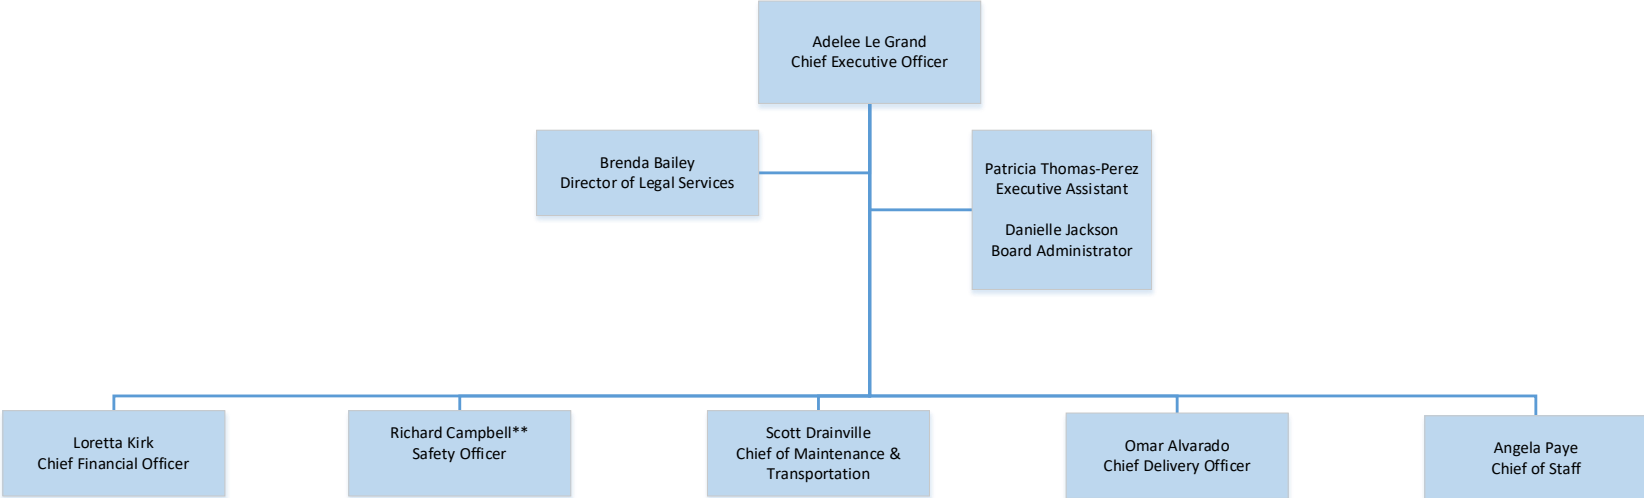 Adelee Le Grand
Chief Executive Officer
Brenda Bailey
Director of Legal Services
Patricia Thomas-Perez
Executive Assistant
Danielle Jackson
Board Administrator
Loretta Kirk
Chief Financial Officer
Richard Campbell**
Safety Officer
Scott Drainville
Chief of Maintenance &
Transportation
Omar Alvarado
Chief Delivery Officer
Angela Paye
Chief of Staff